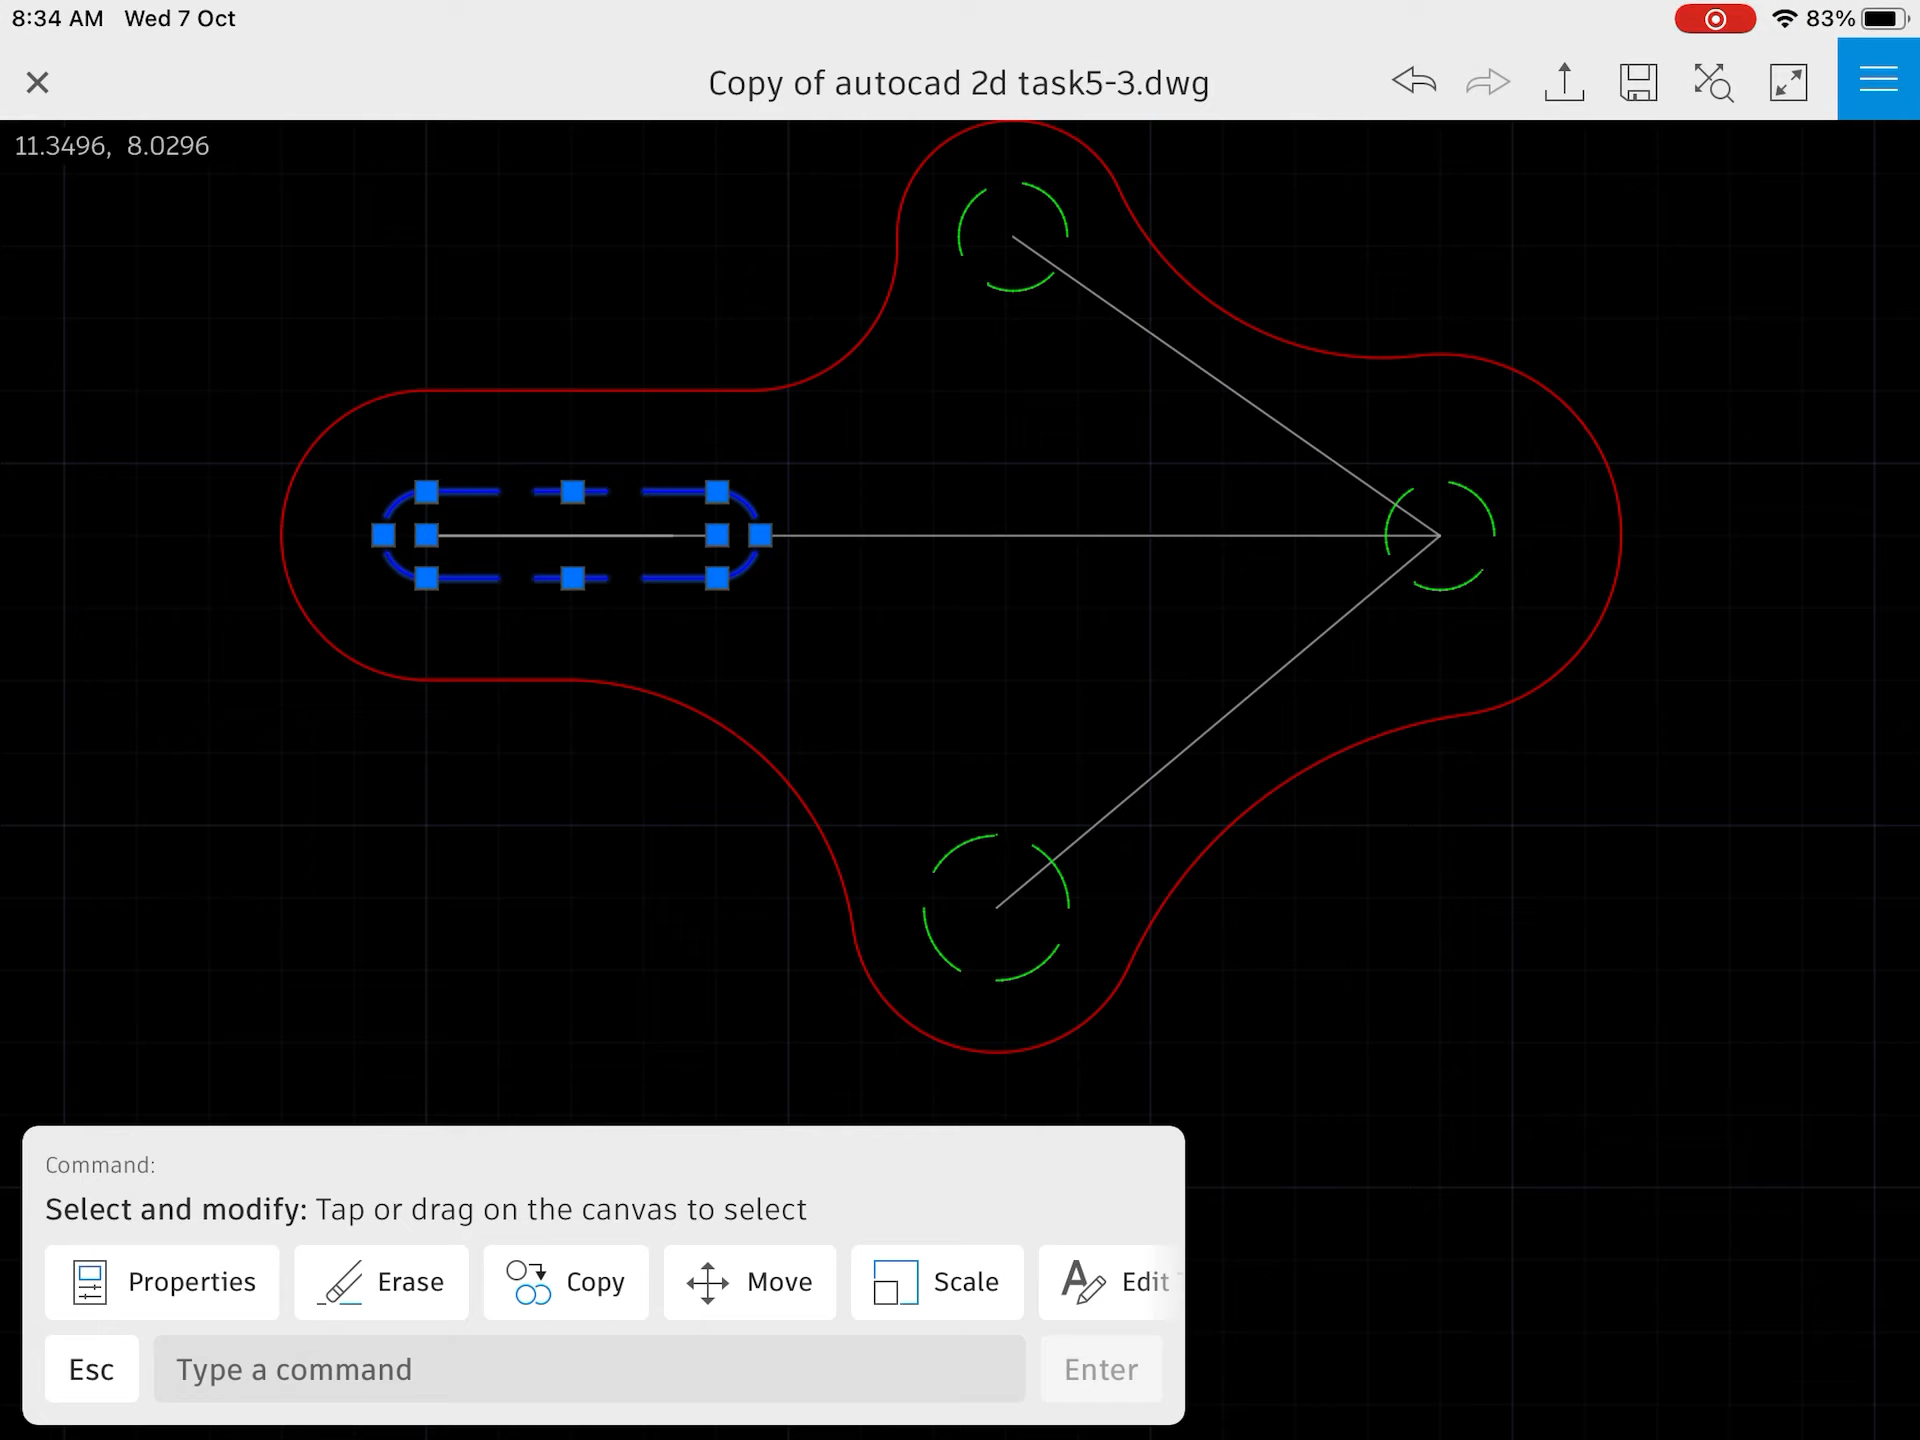 8:34 AM Wed 7 Oct 83%
Copy of autocad 2d task5-3.dwg
11.3496, 8.0296
Command:
Select and modify: Tap or drag on the canvas to select
Properties Erase Copy Move Scale Edit
Esc Type a command Enter